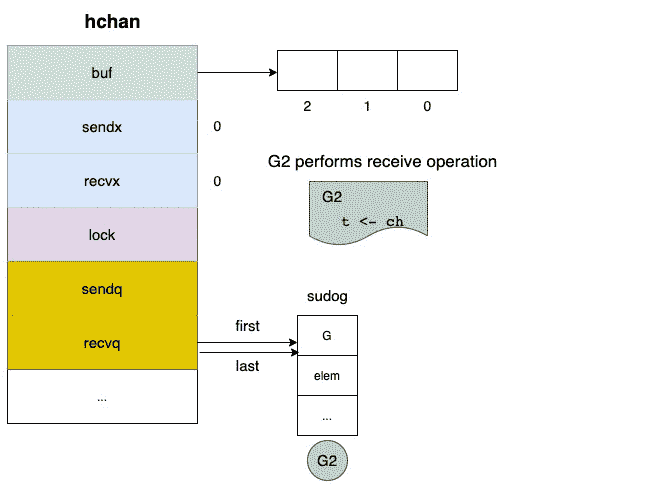 hchan
buf
2 1 0
sendx 0
G2 performs receive operation
recvx 0
G2
t <- ch
lock
sendq
sudog
recvq
first
last
G
elem
...
...
G2